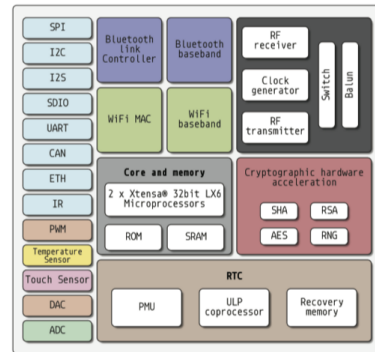 SPI
I2C
I2S
SDIO
UART
CAN
ETH
IR
PWM
Temperature
Sensor
Touch Sensor
DAC
ADC
Bluetooth
link
Controller
Bluetooth
baseband
WiFi MAC
WiFi
baseband
RF
receiver
Clock
generator
RF
transmitter
Switch
Balun
Core and memory
2 x Xtensa® 32bit LX6
Microprocessors
ROM
SRAM
Cryptographic hardware
acceleration
SHA
RSA
AES
RNG
RTC
PMU
ULP
coprocessor
Recovery
memory